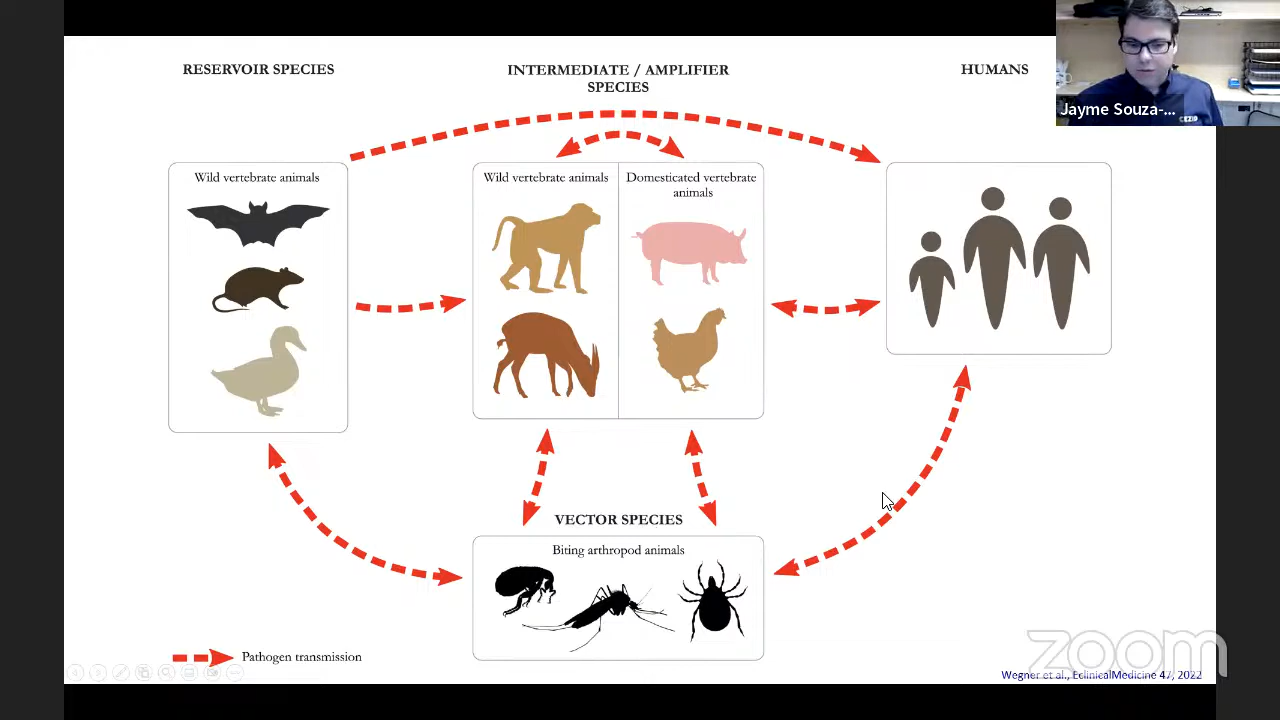 RESERVOIR SPECIES
INTERMEDIATE / AMPLIFIER
SPECIES
HUMANS
Jayme Souza-...
Wild vertebrate animals
Wild vertebrate animals
Domesticated vertebrate
animals
VECTOR SPECIES
Biting arthropod animals
Pathogen transmission
zoom
Wegner et al., EclinicalMedicine 47, 2022